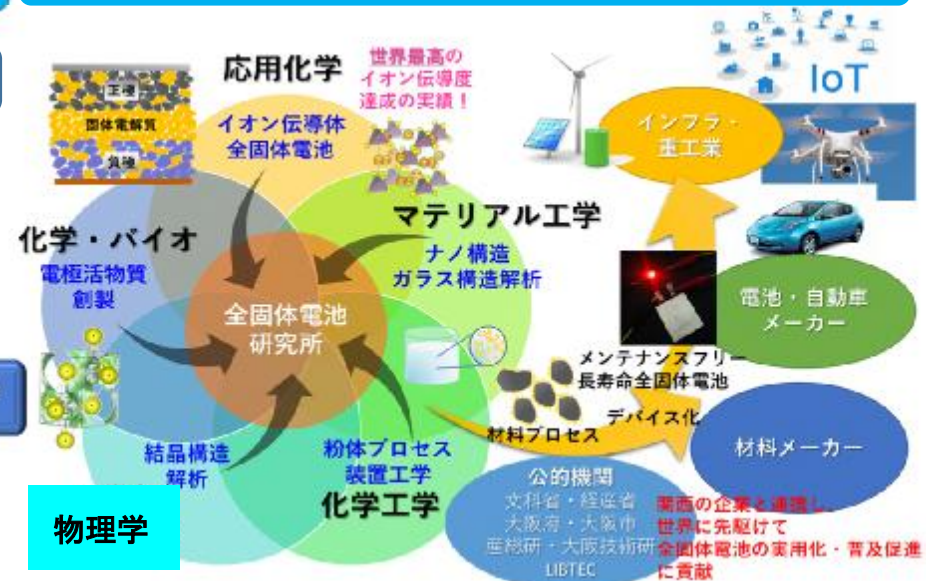 応用化学
イオン伝導体
全固体電池
世界最高の
イオン伝導度
達成の実績！
正極
固体電解質
負極
化学・バイオ
電極活物質
創製
マテリアル工学
ナノ構造
ガラス構造解析
全固体電池
研究所
結晶構造
解析
物理学
粉体プロセス
装置工学
化学工学
材料プロセス
メンテナンスフリー
長寿命全固体電池
デバイス化
IoT
インフラ・
重工業
電池・自動車
メーカー
材料メーカー
公的機関
文科省・経産省
大阪府・大阪市
産総研・大阪技術研
LIBTEC
関西の企業と連携し、
世界に先駆けて
全固体電池の実用化・普及促進
に貢献